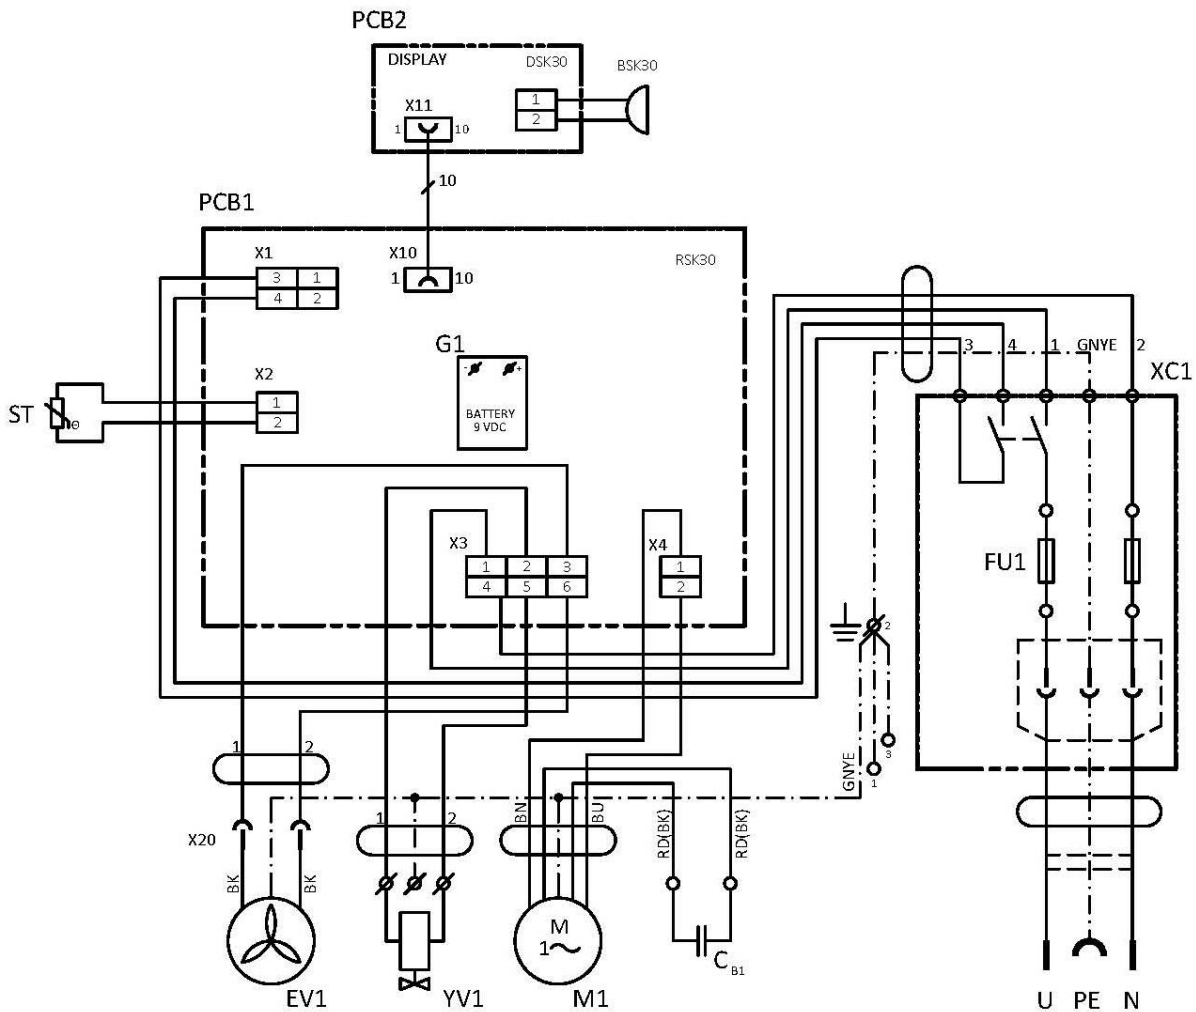 PCB2
DISPLAY DSK30 BSK30
X11
1
2
1 10
10
PCB1
X1 X10 RSK30
3 1
4 2
1 10
G1
- +
BATTERY
9 VDC
X2
1
2
ST
Θ
3 4 1 GNYE 2
XC1
X3
1 2 3
4 5 6
X4
1
2
FU1
2
3
1
GNYE
1 2
X20
BK BK
1 2
BN BU
RD(BK) RD(BK)
M
1~
C B1
EV1 YV1 M1
U PE N